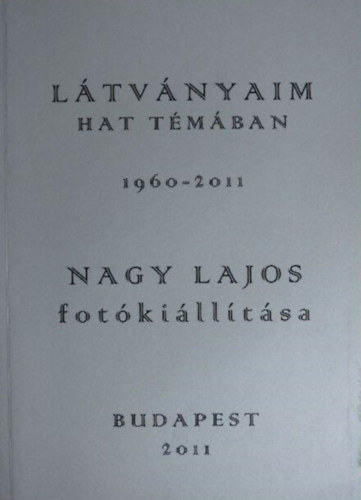 LÁTVÁNYAIM
HAT TÉMÁBAN
1960-2011
NAGY LAJOS
fotókiállítása
BUDAPEST
2011